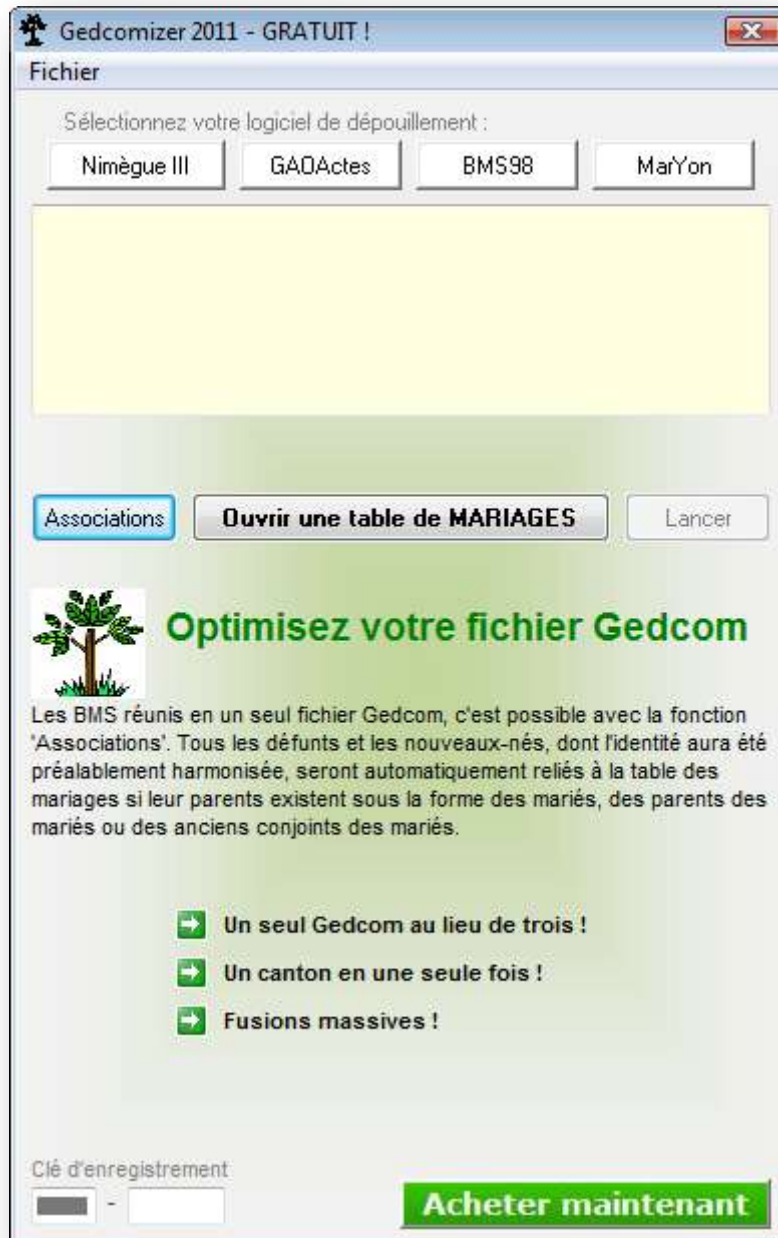 Gedcomizer 2011 - GRATUIT !
Fichier
Sélectionnez votre logiciel de dépouillement :
Nimègue III GAOActes BMS98 MarYon
Associations Ouvrir une table de MARIAGES Lancer
Optimisez votre fichier Gedcom
Les BMS réunis en un seul fichier Gedcom, c'est possible avec la fonction
'Associations'. Tous les défunts et les nouveaux-nés, dont l'identité aura été
préalablement harmonisée, seront automatiquement reliés à la table des
mariages si leur parents existent sous la forme des mariés, des parents des
mariés ou des anciens conjoints des mariés.
Un seul Gedcom au lieu de trois !
Un canton en une seule fois !
Fusions massives !
Clé d'enregistrement
-
Acheter maintenant